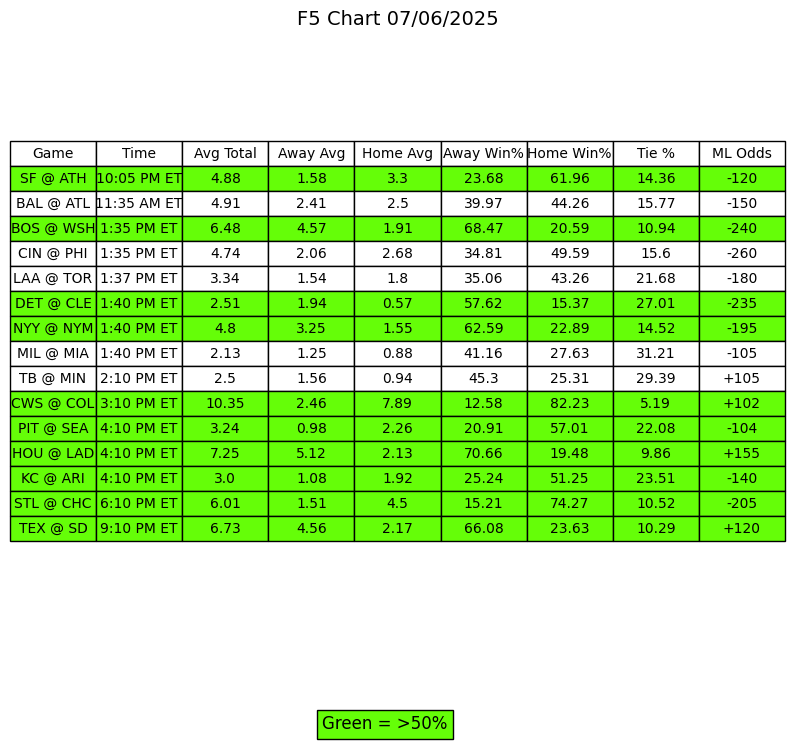 F5 Chart 07/06/2025
Game Time Avg Total Away Avg Home Avg Away Win% Home Win% Tie % ML Odds
SF @ ATH 10:05 PM ET 4.88 1.58 3.3 23.68 61.96 14.36 -120
BAL @ ATL 11:35 AM ET 4.91 2.41 2.5 39.97 44.26 15.77 -150
BOS @ WSH 1:35 PM ET 6.48 4.57 1.91 68.47 20.59 10.94 -240
CIN @ PHI 1:35 PM ET 4.74 2.06 2.68 34.81 49.59 15.6 -260
LAA @ TOR 1:37 PM ET 3.34 1.54 1.8 35.06 43.26 21.68 -180
DET @ CLE 1:40 PM ET 2.51 1.94 0.57 57.62 15.37 27.01 -235
NYY @ NYM 1:40 PM ET 4.8 3.25 1.55 62.59 22.89 14.52 -195
MIL @ MIA 1:40 PM ET 2.13 1.25 0.88 41.16 27.63 31.21 -105
TB @ MIN 2:10 PM ET 2.5 1.56 0.94 45.3 25.31 29.39 +105
CWS @ COL 3:10 PM ET 10.35 2.46 7.89 12.58 82.23 5.19 +102
PIT @ SEA 4:10 PM ET 3.24 0.98 2.26 20.91 57.01 22.08 -104
HOU @ LAD 4:10 PM ET 7.25 5.12 2.13 70.66 19.48 9.86 +155
KC @ ARI 4:10 PM ET 3.0 1.08 1.92 25.24 51.25 23.51 -140
STL @ CHC 6:10 PM ET 6.01 1.51 4.5 15.21 74.27 10.52 -205
TEX @ SD 9:10 PM ET 6.73 4.56 2.17 66.08 23.63 10.29 +120
Green = >50%